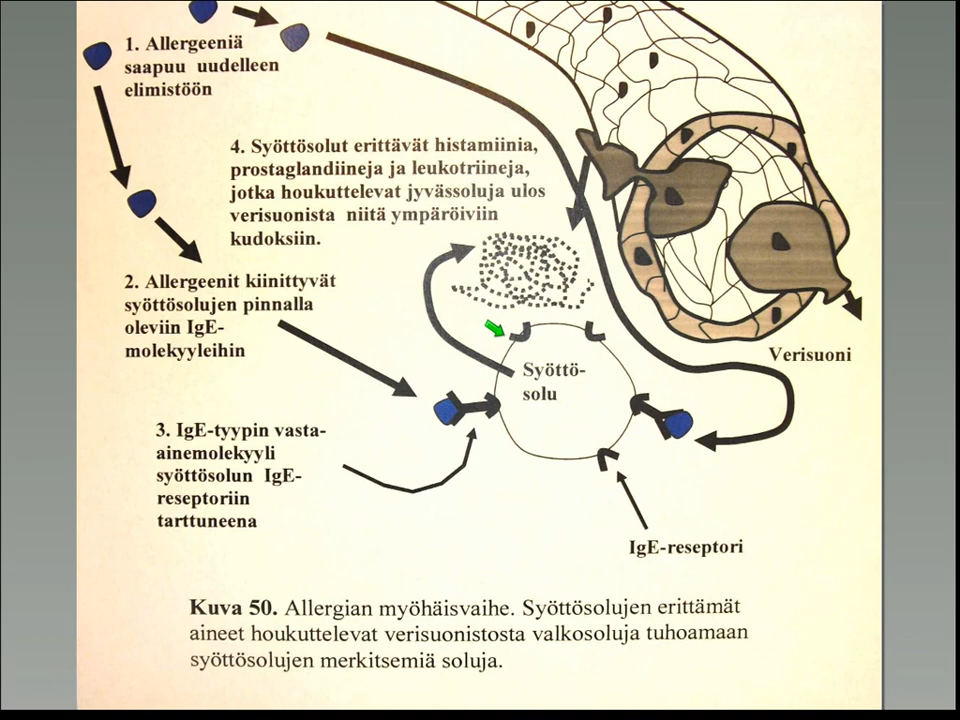 1. Allergeeniä
saapuu uudelleen
elimistöön
4. Syöttösolut erittävät histamiinia,
prostaglandiineja ja leukotriineja,
jotka houkuttelevat jyvässoluja ulos
verisuonista niitä ympäröiviin
kudoksiin.
2. Allergeenit kiinittyvät
syöttösolujen pinnalla
oleviin IgE-
molekyyleihin
Verisuoni
Syöttö-
solu
3. IgE-tyypin vasta-
ainemolekyyli
syöttösolun IgE-
reseptoriin
tarttuneena
IgE-reseptori
Kuva 50. Allergian myöhäisvaihe. Syöttösolujen erittämät
aineet houkuttelevat verisuonistosta valkosoluja tuhoamaan
syöttösolujen merkitsemiä soluja.